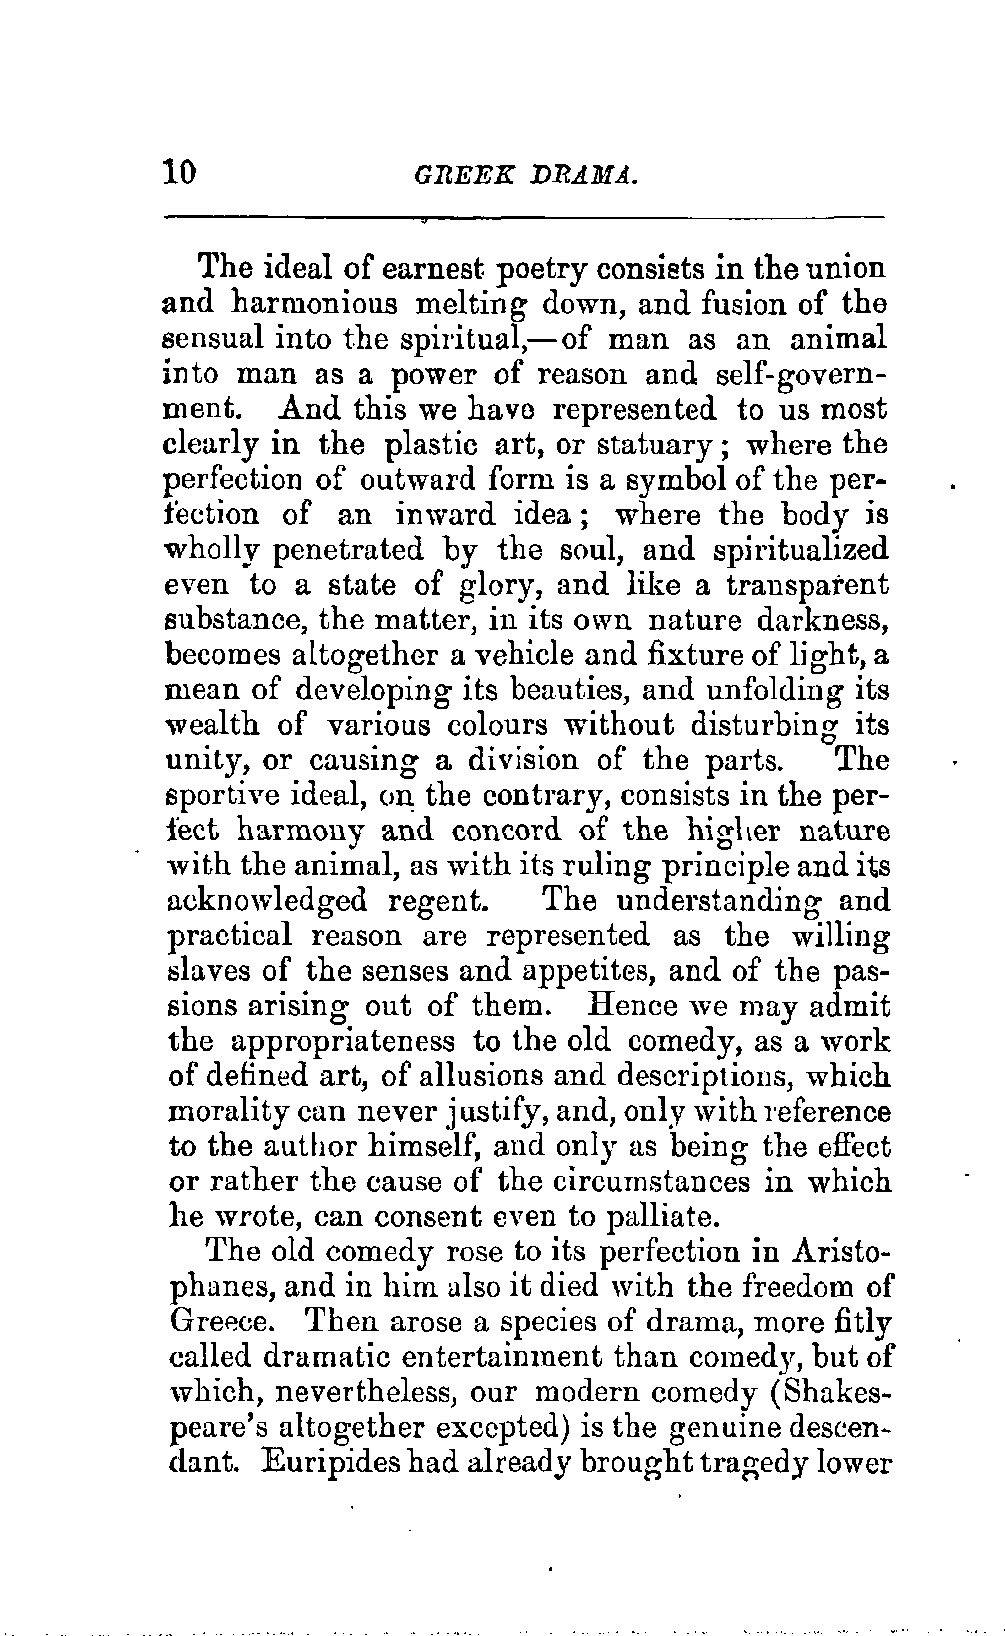 10 GREEK DRAMA.
The ideal of earnest poetry consists in the union
and harmonious melting down, and fusion of the
sensual into the spiritual,—of man as an animal
into man as a power of reason and self-govern-
ment. And this we have represented to us most
clearly in the plastic art, or statuary; where the
perfection of outward form is a symbol of the per-
fection of an inward idea; where the body is
wholly penetrated by the soul, and spiritualized
even to a state of glory, and like a transparent
substance, the matter, in its own nature darkness,
becomes altogether a vehicle and fixture of light, a
mean of developing its beauties, and unfolding its
wealth of various colours without disturbing its
unity, or causing a division of the parts. The
sportive ideal, on the contrary, consists in the per-
fect harmony and concord of the higher nature
with the animal, as with its ruling principle and its
acknowledged regent. The understanding and
practical reason are represented as the willing
slaves of the senses and appetites, and of the pas-
sions arising out of them. Hence we may admit
the appropriateness to the old comedy, as a work
of defined art, of allusions and descriptions, which
morality can never justify, and, only with reference
to the author himself, and only as being the effect
or rather the cause of the circumstances in which
he wrote, can consent even to palliate.
The old comedy rose to its perfection in Aristo-
phanes, and in him also it died with the freedom of
Greece. Then arose a species of drama, more fitly
called dramatic entertainment than comedy, but of
which, nevertheless, our modern comedy (Shakes-
peare's altogether excepted) is the genuine descen-
dant. Euripides had already brought tragedy lower